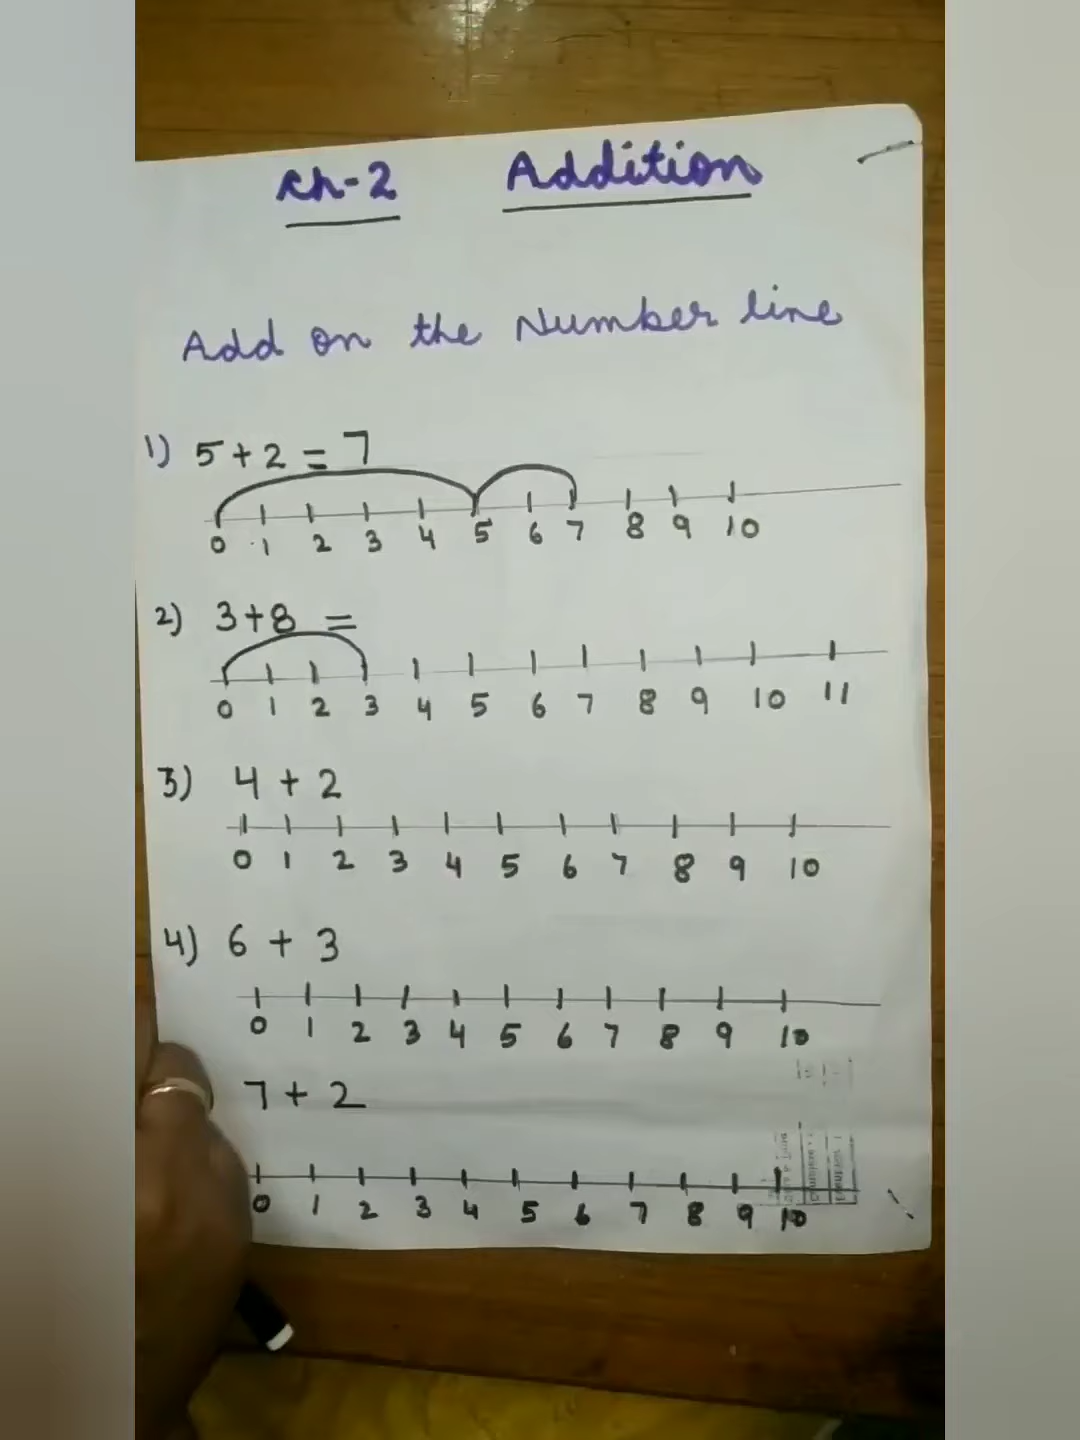 ch-2 Addition
Add on the Number line
1) 5+2 = 7
0 1 2 3 4 5 6 7 8 9 10
2) 3+8 =
0 1 2 3 4 5 6 7 8 9 10 11
3) 4 + 2
0 1 2 3 4 5 6 7 8 9 10
4) 6 + 3
0 1 2 3 4 5 6 7 8 9 10
7 + 2
0 1 2 3 4 5 6 7 8 9 10